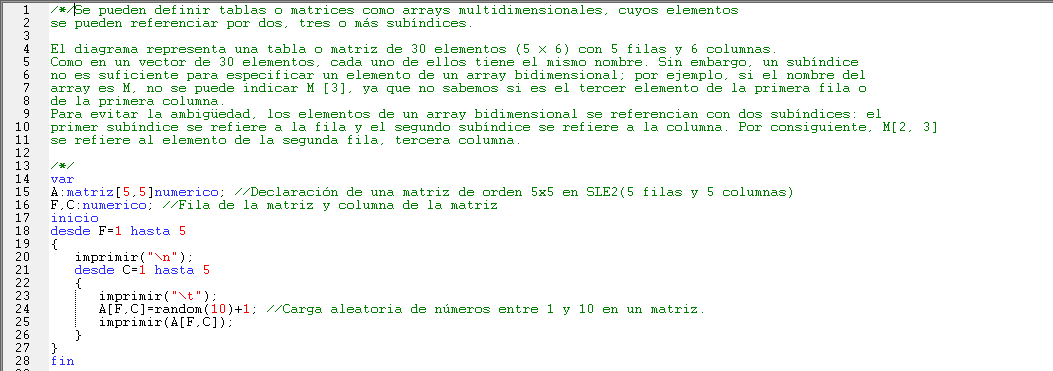 1 /*/Se pueden definir tablas o matrices como arrays multidimensionales, cuyos elementos
2 se pueden referenciar por dos, tres o más subíndices.
3
4 El diagrama representa una tabla o matriz de 30 elementos (5 × 6) con 5 filas y 6 columnas.
5 Como en un vector de 30 elementos, cada uno de ellos tiene el mismo nombre. Sin embargo, un subíndice
6 no es suficiente para especificar un elemento de un array bidimensional; por ejemplo, si el nombre del
7 array es M, no se puede indicar M [3], ya que no sabemos si es el tercer elemento de la primera fila o
8 de la primera columna.
9 Para evitar la ambigüedad, los elementos de un array bidimensional se referencian con dos subíndices: el
10 primer subíndice se refiere a la fila y el segundo subíndice se refiere a la columna. Por consiguiente, M[2, 3]
11 se refiere al elemento de la segunda fila, tercera columna.
12
13 /*/
14 var
15 A:matriz[5,5]numerico; //Declaración de una matriz de orden 5x5 en SLE2(5 filas y 5 columnas)
16 F,C:numerico; //Fila de la matriz y columna de la matriz
17 inicio
18 desde F=1 hasta 5
19 {
20 imprimir("\n");
21 desde C=1 hasta 5
22 {
23 imprimir("\t");
24 A[F,C]=random(10)+1; //Carga aleatoria de números entre 1 y 10 en un matriz.
25 imprimir(A[F,C]);
26 }
27 }
28 fin